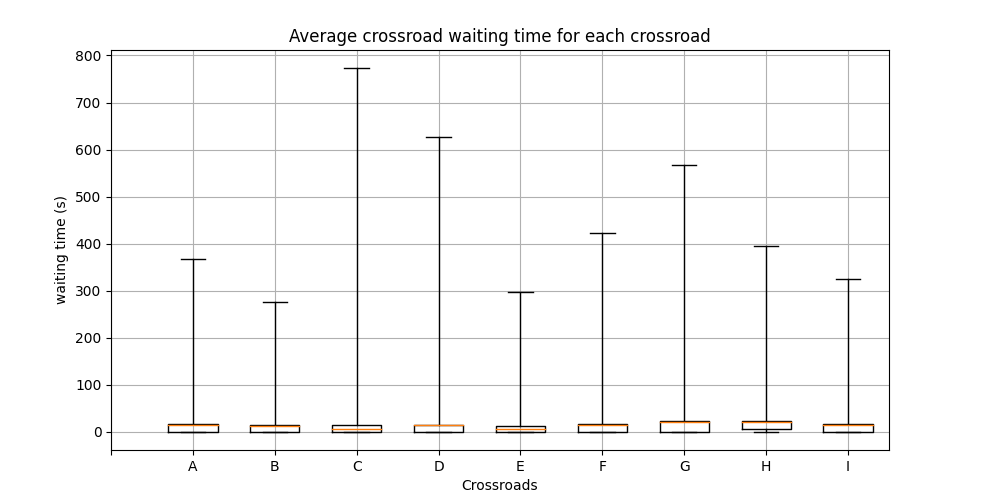 Average crossroad waiting time for each crossroad
800
700
600
500
400
300
200
100
0
waiting time (s)
A B C D E F G H I
Crossroads